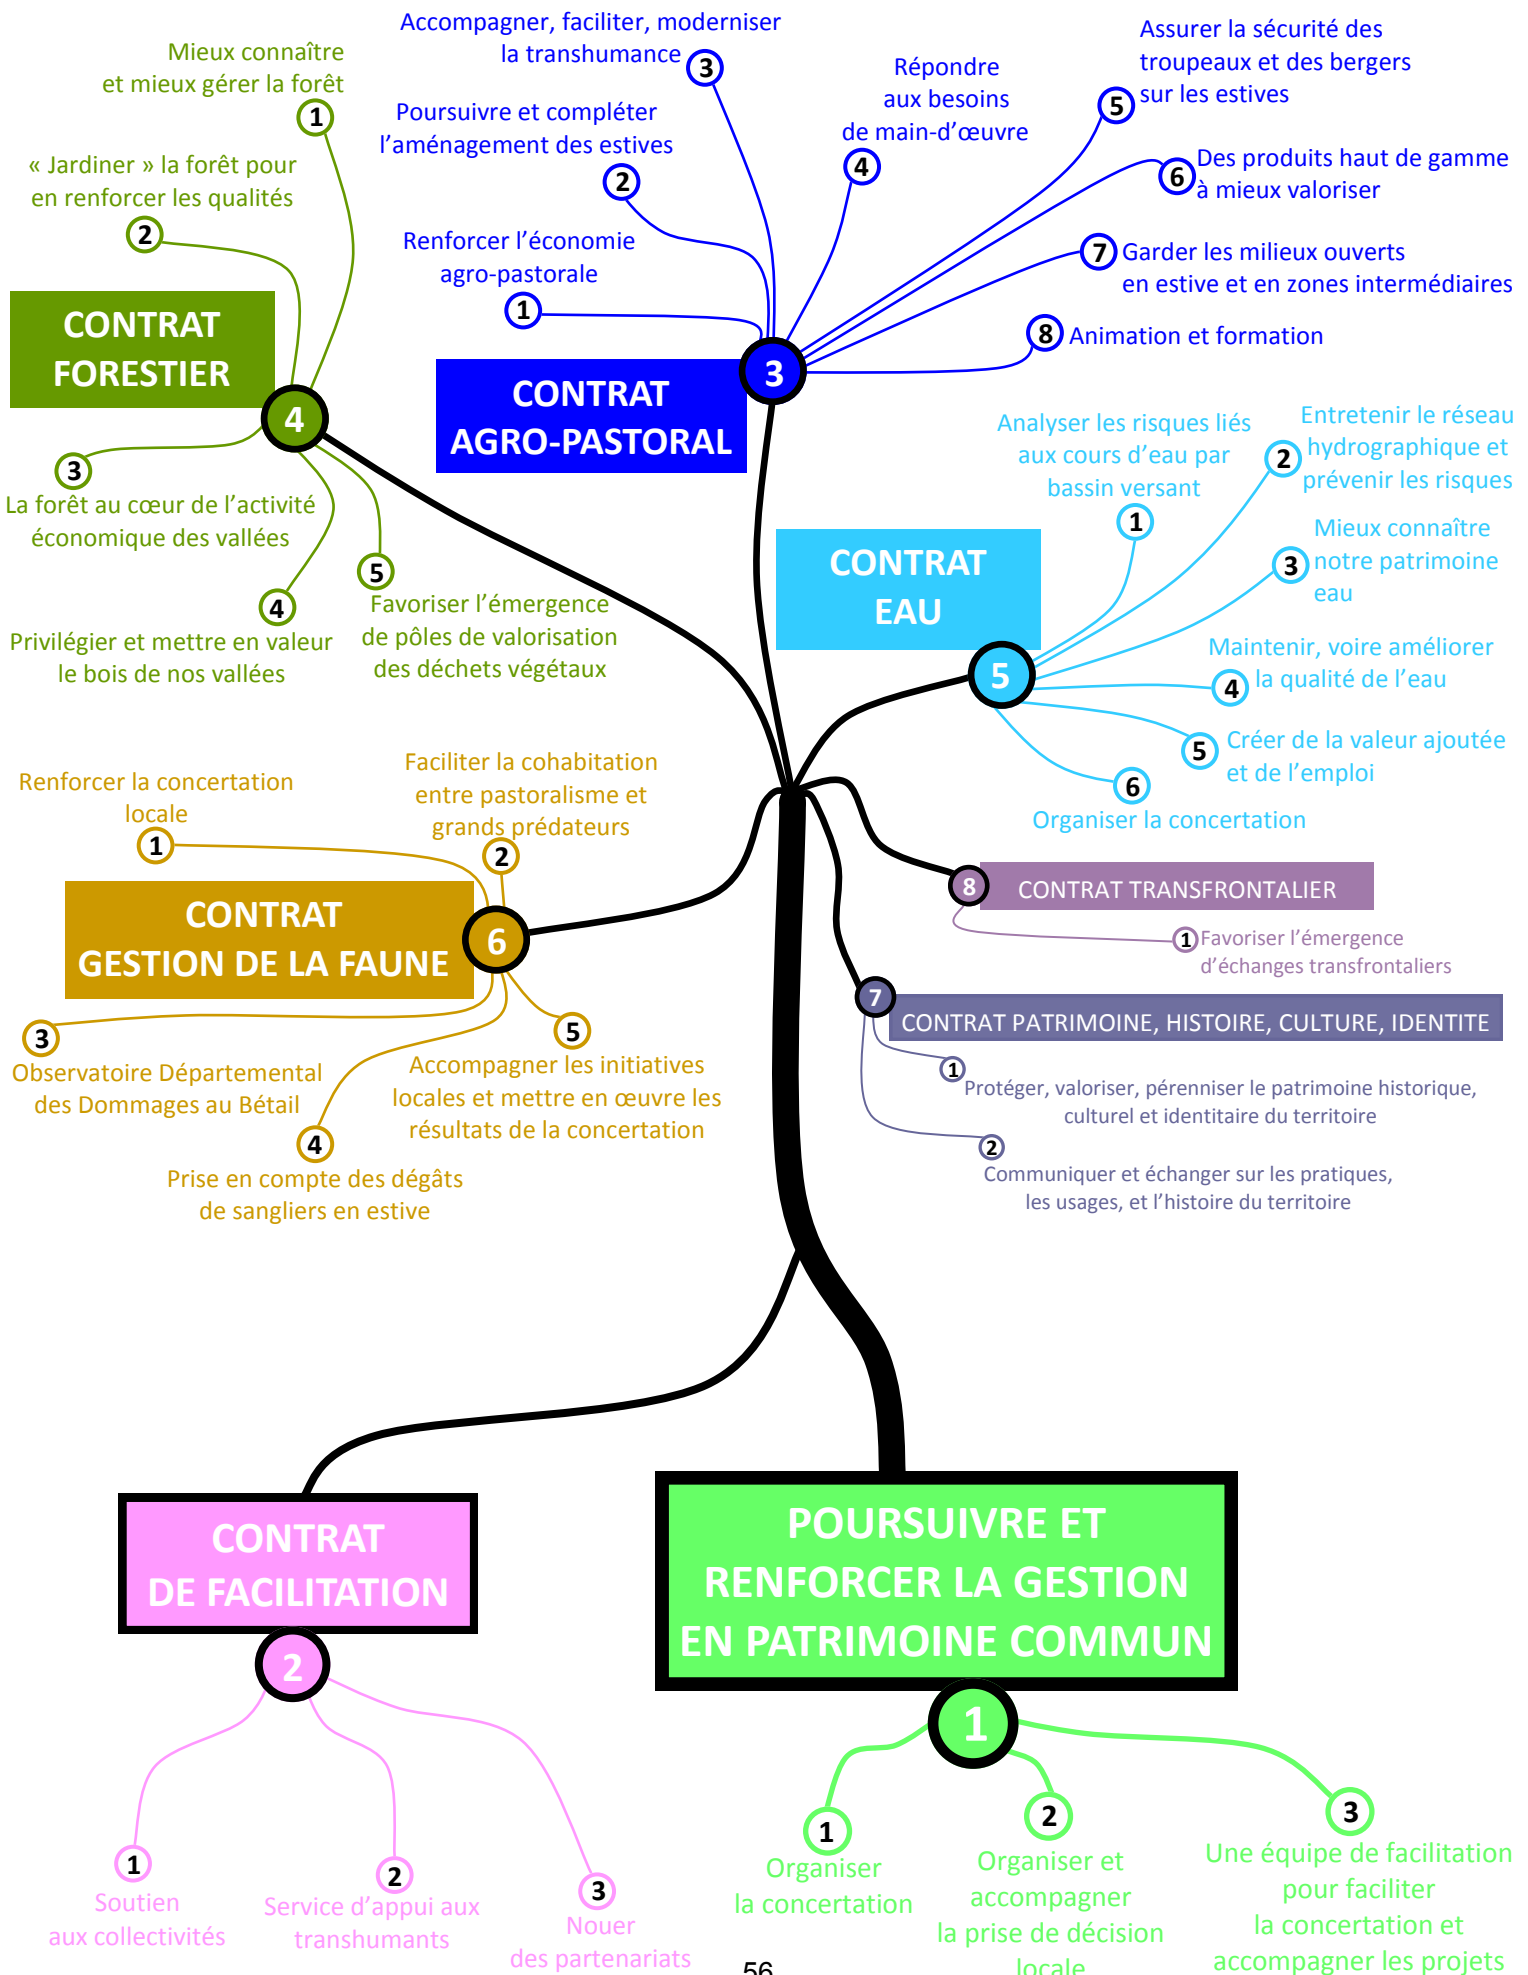 Mieux connaître
et mieux gérer la forêt
1
« Jardiner » la forêt pour
en renforcer les qualités
2
CONTRAT
FORESTIER
4
3
La forêt au cœur de l’activité
économique des vallées
4
Privilégier et mettre en valeur
le bois de nos vallées
5
Favoriser l’émergence
de pôles de valorisation
des déchets végétaux
Accompagner, faciliter, moderniser
la transhumance
3
Poursuivre et compléter
l’aménagement des estives
2
Renforcer l’économie
agro-pastorale
1
CONTRAT
AGRO-PASTORAL
3
Répondre
aux besoins
de main-d’œuvre
4
Assurer la sécurité des
troupeaux et des bergers
sur les estives
5
6
Des produits haut de gamme
à mieux valoriser
7
Garder les milieux ouverts
en estive et en zones intermédiaires
8
Animation et formation
Analyser les risques liés
aux cours d’eau par
bassin versant
1
Entretenir le réseau
hydrographique et
prévenir les risques
2
CONTRAT
EAU
5
Mieux connaître
notre patrimoine
eau
3
Maintenir, voire améliorer
la qualité de l’eau
4
5
Créer de la valeur ajoutée
et de l’emploi
6
Organiser la concertation
Renforcer la concertation
locale
1
Faciliter la cohabitation
entre pastoralisme et
grands prédateurs
2
CONTRAT
GESTION DE LA FAUNE
6
3
Observatoire Départemental
des Dommages au Bétail
4
Prise en compte des dégâts
de sangliers en estive
5
Accompagner les initiatives
locales et mettre en œuvre les
résultats de la concertation
8
CONTRAT TRANSFRONTALIER
1
Favoriser l’émergence
d’échanges transfrontaliers
7
CONTRAT PATRIMOINE, HISTOIRE, CULTURE, IDENTITE
1
Protéger, valoriser, pérenniser le patrimoine historique,
culturel et identitaire du territoire
2
Communiquer et échanger sur les pratiques,
les usages, et l’histoire du territoire
CONTRAT
DE FACILITATION
2
1
Soutien
aux collectivités
2
Service d’appui aux
transhumants
3
Nouer
des partenariats
POURSUIVRE ET
RENFORCER LA GESTION
EN PATRIMOINE COMMUN
1
1
Organiser
la concertation
2
Organiser et
accompagner
la prise de décision
locale
3
Une équipe de facilitation
pour faciliter
la concertation et
accompagner les projets
56